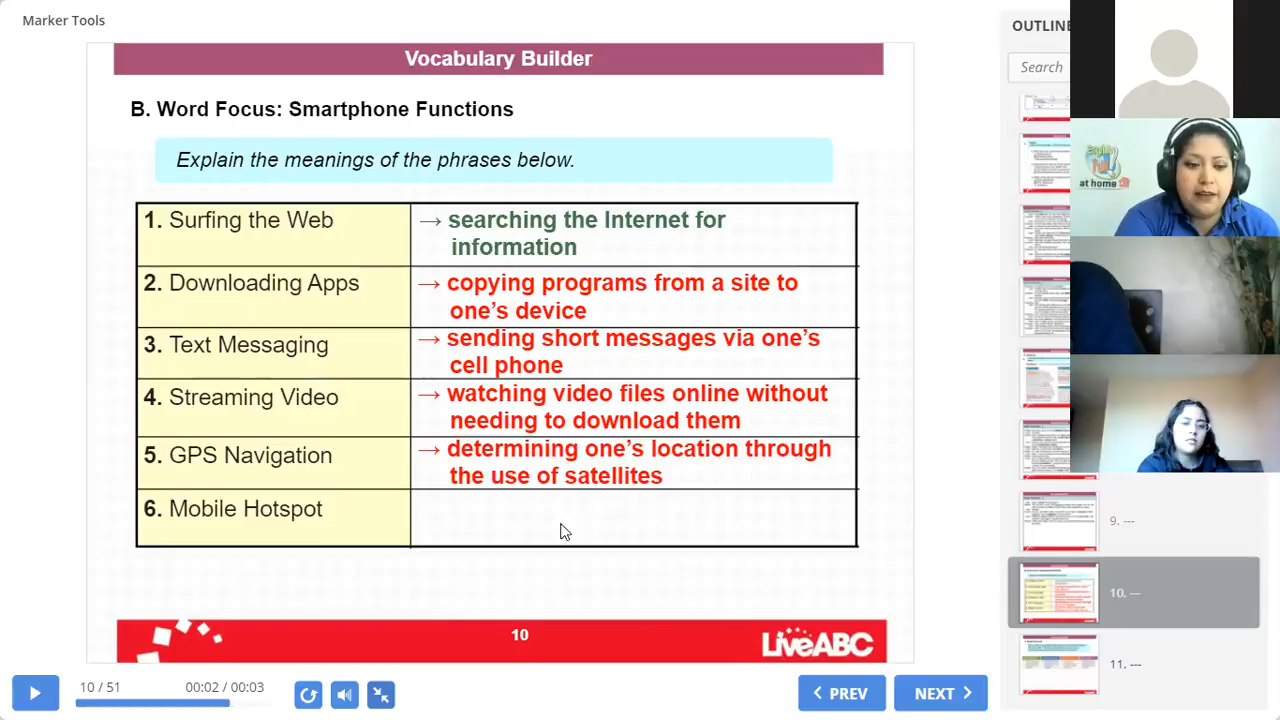 Marker Tools
OUTLINE
Search
Vocabulary Builder
B. Word Focus: Smartphone Functions
Explain the meanings of the phrases below.
1. Surfing the Web
→ searching the Internet for
information
2. Downloading Apps
→ copying programs from a site to
one's device
3. Text Messaging
→ sending short messages via one's
cell phone
4. Streaming Video
→ watching video files online without
needing to download them
5. GPS Navigation
→ determining one's location through
the use of satellites
6. Mobile Hotspot
10
LiveABC
at home
9. ---
10. ---
11. ---
10 / 51
00:02 / 00:03
PREV
NEXT